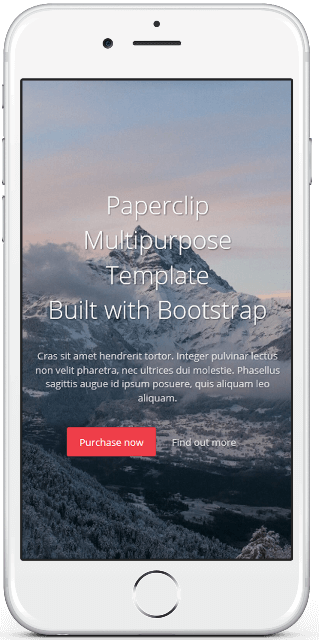 Paperclip
Multipurpose
Template
Built with Bootstrap
Cras sit amet hendrerit tortor. Integer pulvinar lectus
non velit pharetra, nec ultrices dui molestie. Phasellus
sagittis augue id ipsum posuere, quis aliquam leo
aliquam.
Purchase now
Find out more